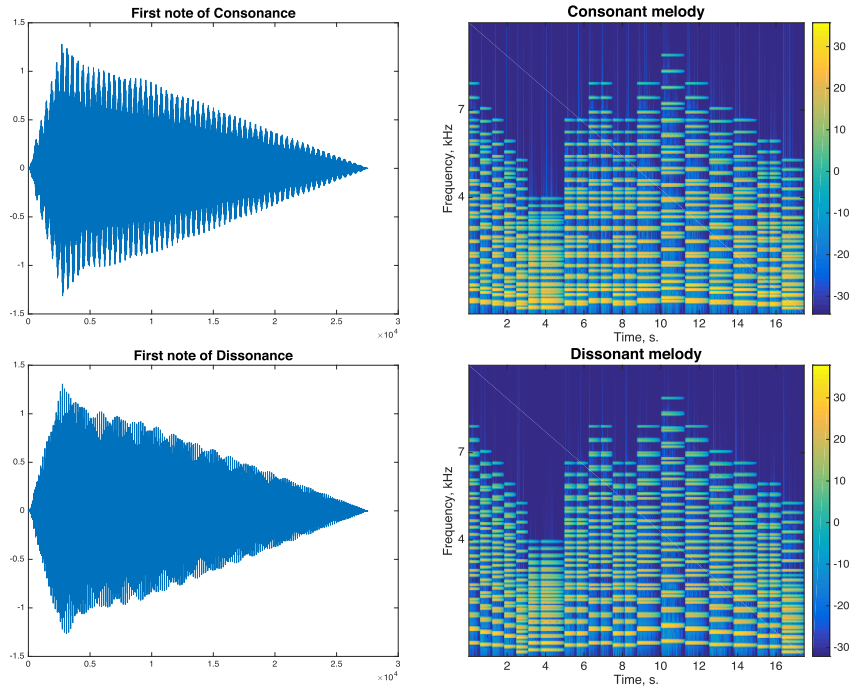 First note of Consonance
1.5
1
0.5
0
-0.5
-1
-1.5
0 0.5 1 1.5 2 2.5 3
×10⁴
Consonant melody
Frequency, kHz
7
4
2 4 6 8 10 12 14 16
Time, s.
30
20
10
0
-10
-20
-30
First note of Dissonance
1.5
1
0.5
0
-0.5
-1
-1.5
0 0.5 1 1.5 2 2.5 3
×10⁴
Dissonant melody
Frequency, kHz
7
4
2 4 6 8 10 12 14 16
Time, s.
30
20
10
0
-10
-20
-30